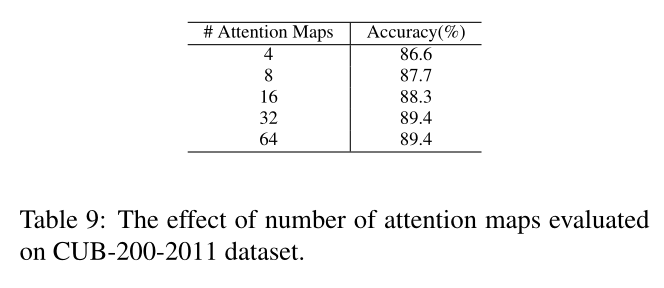 # Attention Maps Accuracy(%)
4 86.6
8 87.7
16 88.3
32 89.4
64 89.4
Table 9: The effect of number of attention maps evaluated
on CUB-200-2011 dataset.